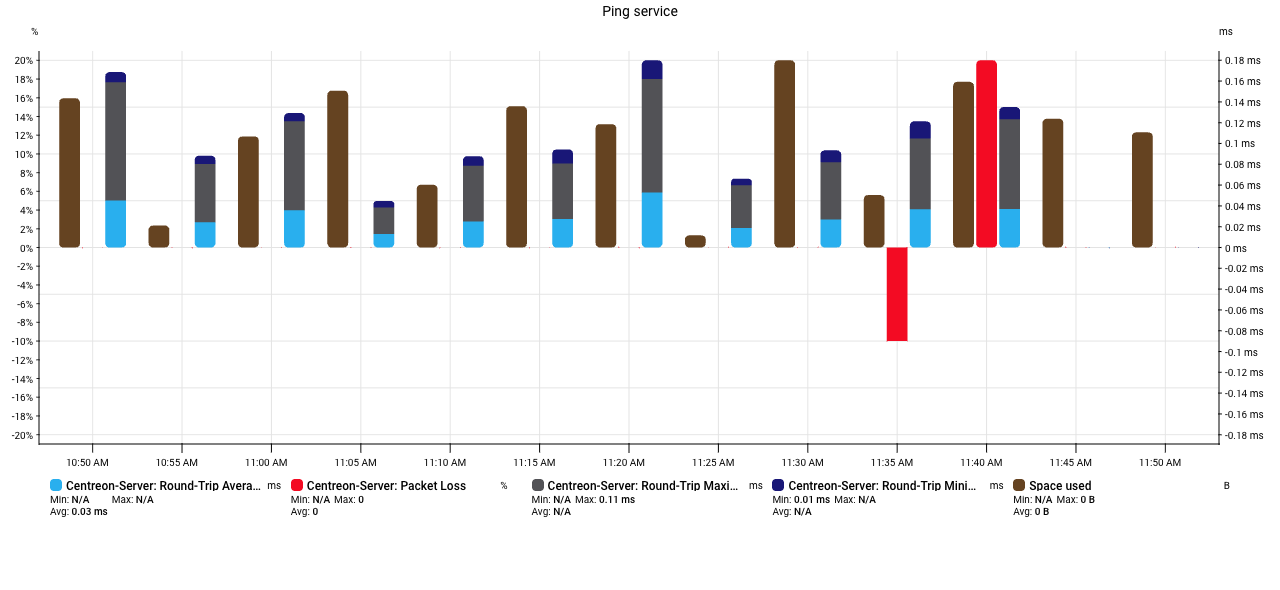 Ping service
% ms
20% 0.18 ms
18% 0.16 ms
16% 0.14 ms
14% 0.12 ms
12% 0.1 ms
10% 0.08 ms
8% 0.06 ms
6% 0.04 ms
4% 0.02 ms
2% 0 ms
0% -0.02 ms
-2% -0.04 ms
-4% -0.06 ms
-6% -0.08 ms
-8% -0.1 ms
-10% -0.12 ms
-12% -0.14 ms
-14% -0.16 ms
-16% -0.18 ms
-18%
-20%
10:50 AM 10:55 AM 11:00 AM 11:05 AM 11:10 AM 11:15 AM 11:20 AM 11:25 AM 11:30 AM 11:35 AM 11:40 AM 11:45 AM 11:50 AM
Centreon-Server: Round-Trip Avera... ms Centreon-Server: Packet Loss % Centreon-Server: Round-Trip Maxi... ms Centreon-Server: Round-Trip Mini... ms Space used B
Min: N/A Max: N/A Min: N/A Max: 0 Min: N/A Max: 0.11 ms Min: 0.01 ms Max: N/A Min: N/A Max: 0 B
Avg: 0.03 ms Avg: 0 Avg: N/A Avg: N/A Avg: 0 B